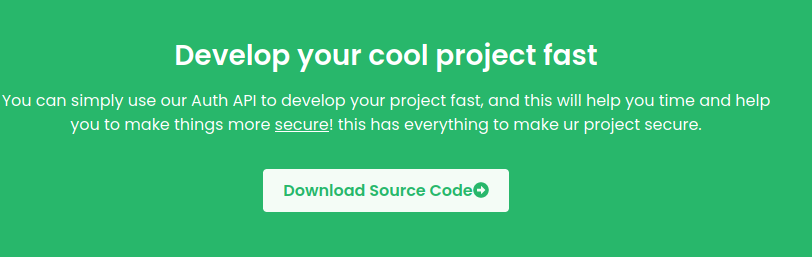 Develop your cool project fast
You can simply use our Auth API to develop your project fast, and this will help you time and help
you to make things more secure! this has everything to make ur project secure.
Download Source Code